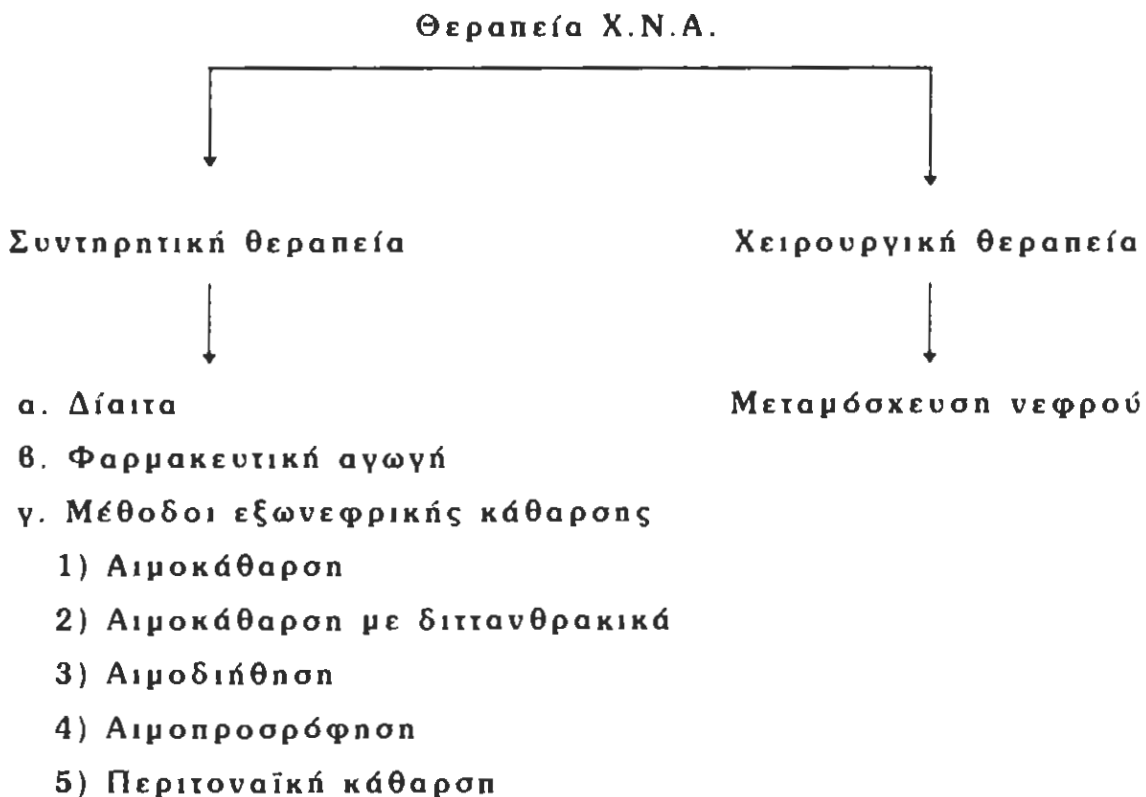 Θεραπεία Χ.Ν.Α.
Συντηρητική θεραπεία
Χειρουργική θεραπεία
α. Δίαιτα
Μεταμόσχευση νεφρού
β. Φαρμακευτική αγωγή
γ. Μέθοδοι εξωνεφρικής κάθαρσης
1) Αιμοκάθαρση
2) Αιμοκάθαρση με διττανθρακικά
3) Αιμοδιήθηση
4) Αιμοπροσρόφηση
5) Περιτοναϊκή κάθαρση